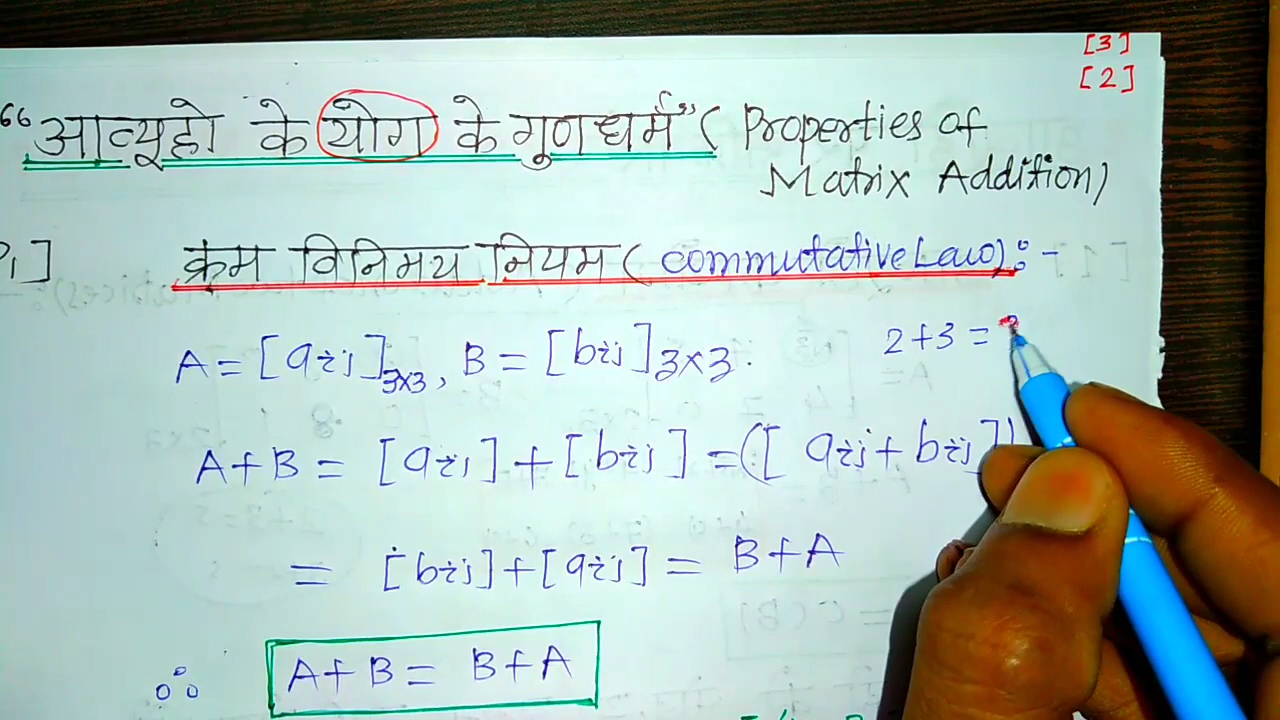 [3]
[2]
“आव्यूहो के योग के गुणधर्म” ( Properties of
Matrix Addition)
P₁] क्रम विनिमय नियम ( commutative Law) :-
A = [aij]3×3, B = [bij]3×3. 2+3 =
A+B = [aij] + [bij] = ([ aij + bij])
= [bij] + [aij] = B+A
∴ A+B = B+A